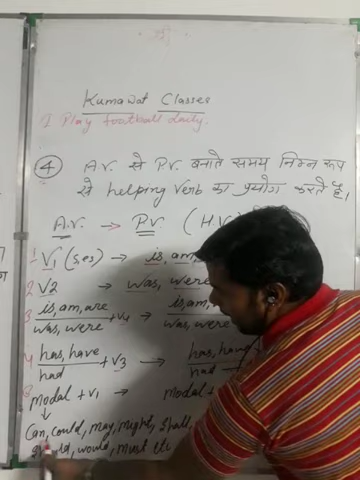 Kumawat Classes
I Play football daily.
④ A.V. से P.V. बनाते समय निम्न रूप
से helping verb का प्रयोग करते है।
A.V. → P.V. (H.V.)
1 V1 (s,es) → is, am,
2 V2 → was, were
3 is, am, are / was, were + V4 → is, am, / was, were
4 has, have / had + V3 → has, have / had +
5 modal + V1 → modal +
↓
Can, could, may, might, shall,
should, would, must etc